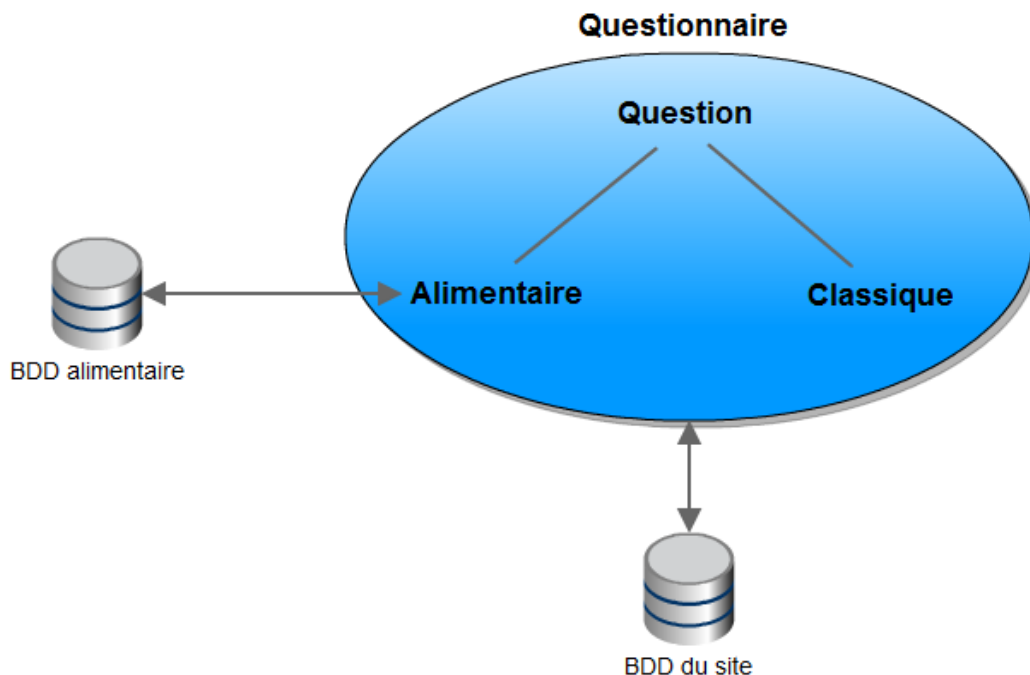 Questionnaire
Question
Alimentaire
Classique
BDD alimentaire
BDD du site